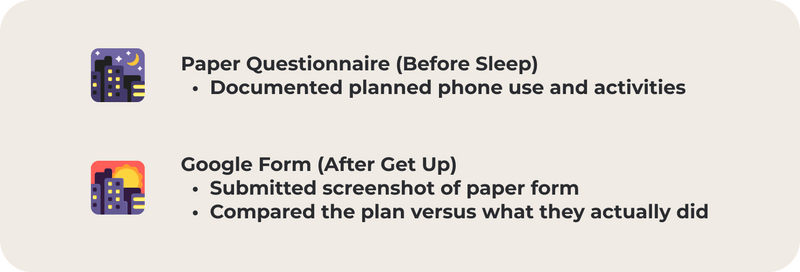 Paper Questionnaire (Before Sleep)
• Documented planned phone use and activities
Google Form (After Get Up)
• Submitted screenshot of paper form
• Compared the plan versus what they actually did